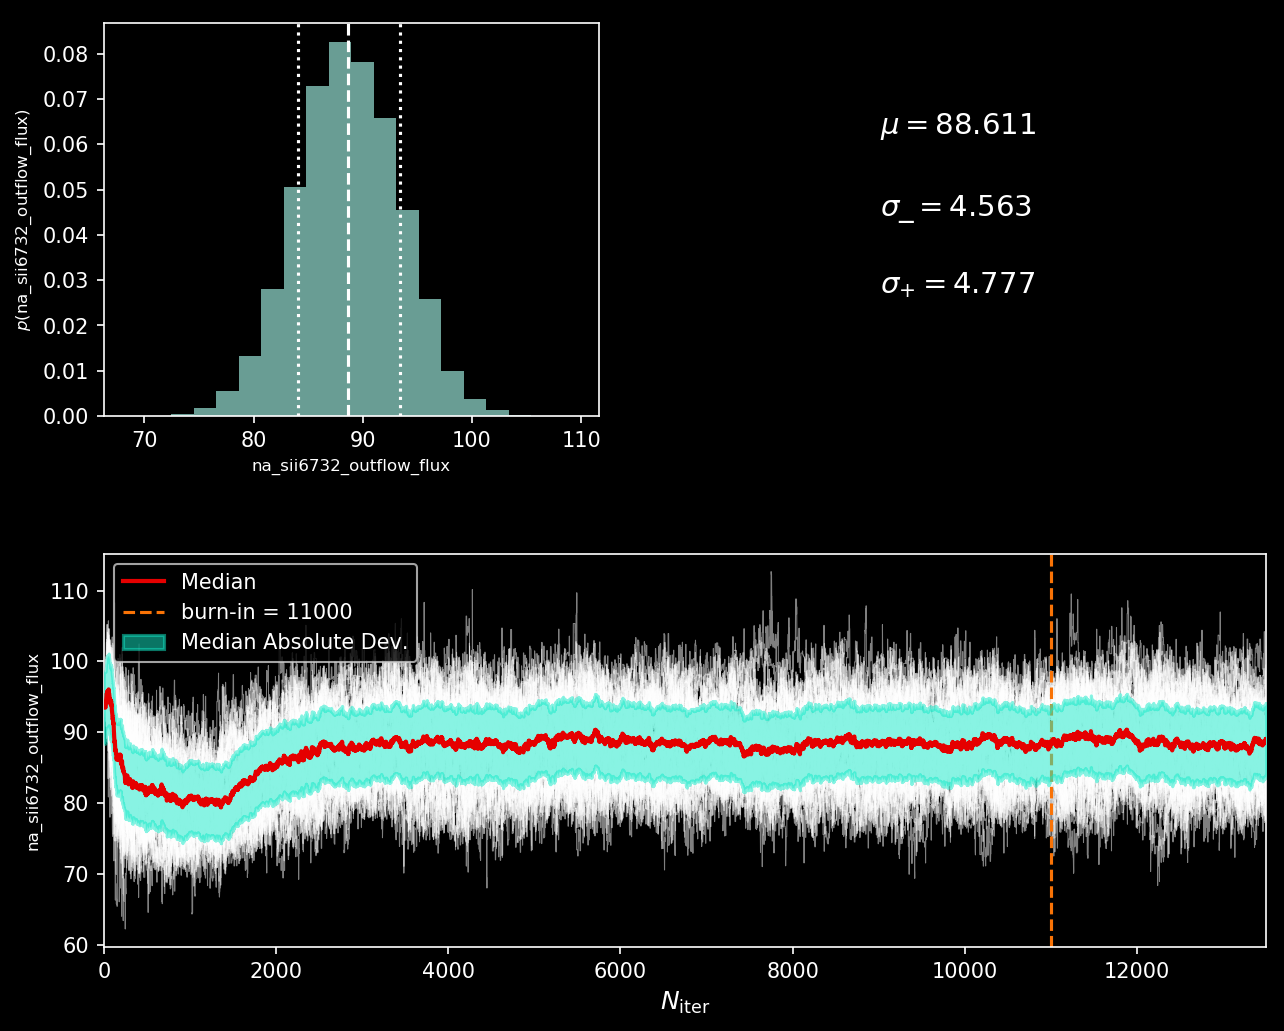 0.08
0.07
0.06
0.05
0.04
0.03
0.02
0.01
0.00
p(na_sii6732_outflow_flux)
70 80 90 100 110
na_sii6732_outflow_flux
μ = 88.611
σ_ = 4.563
σ+ = 4.777
Median
burn-in = 11000
Median Absolute Dev.
110
100
90
80
70
60
na_sii6732_outflow_flux
0 2000 4000 6000 8000 10000 12000
Niter